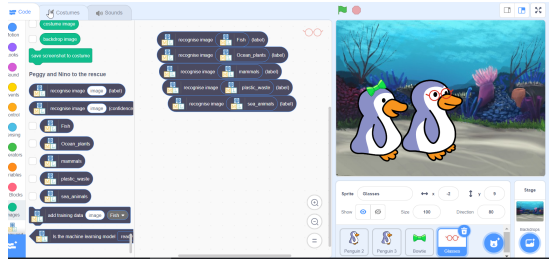 Code
Costumes
Sounds
costume image
backdrop image
save screenshot to costume
Peggy and Nino to the rescue
recognise image image (label)
recognise image image (confidence
Fish
Ocean_plants
mammals
plastic_waste
sea_animals
add training data image Fish
Is the machine learning model
recognise image Fish (label)
recognise image Ocean_plants (label)
recognise image mammals (label)
recognise image plastic_waste (label)
recognise image sea_animals (label)
Sprite Glasses x y
Show Size 100 Direction
Stage
Backdrops
Penguin 2
Penguin 3
Bowtie
Glasses